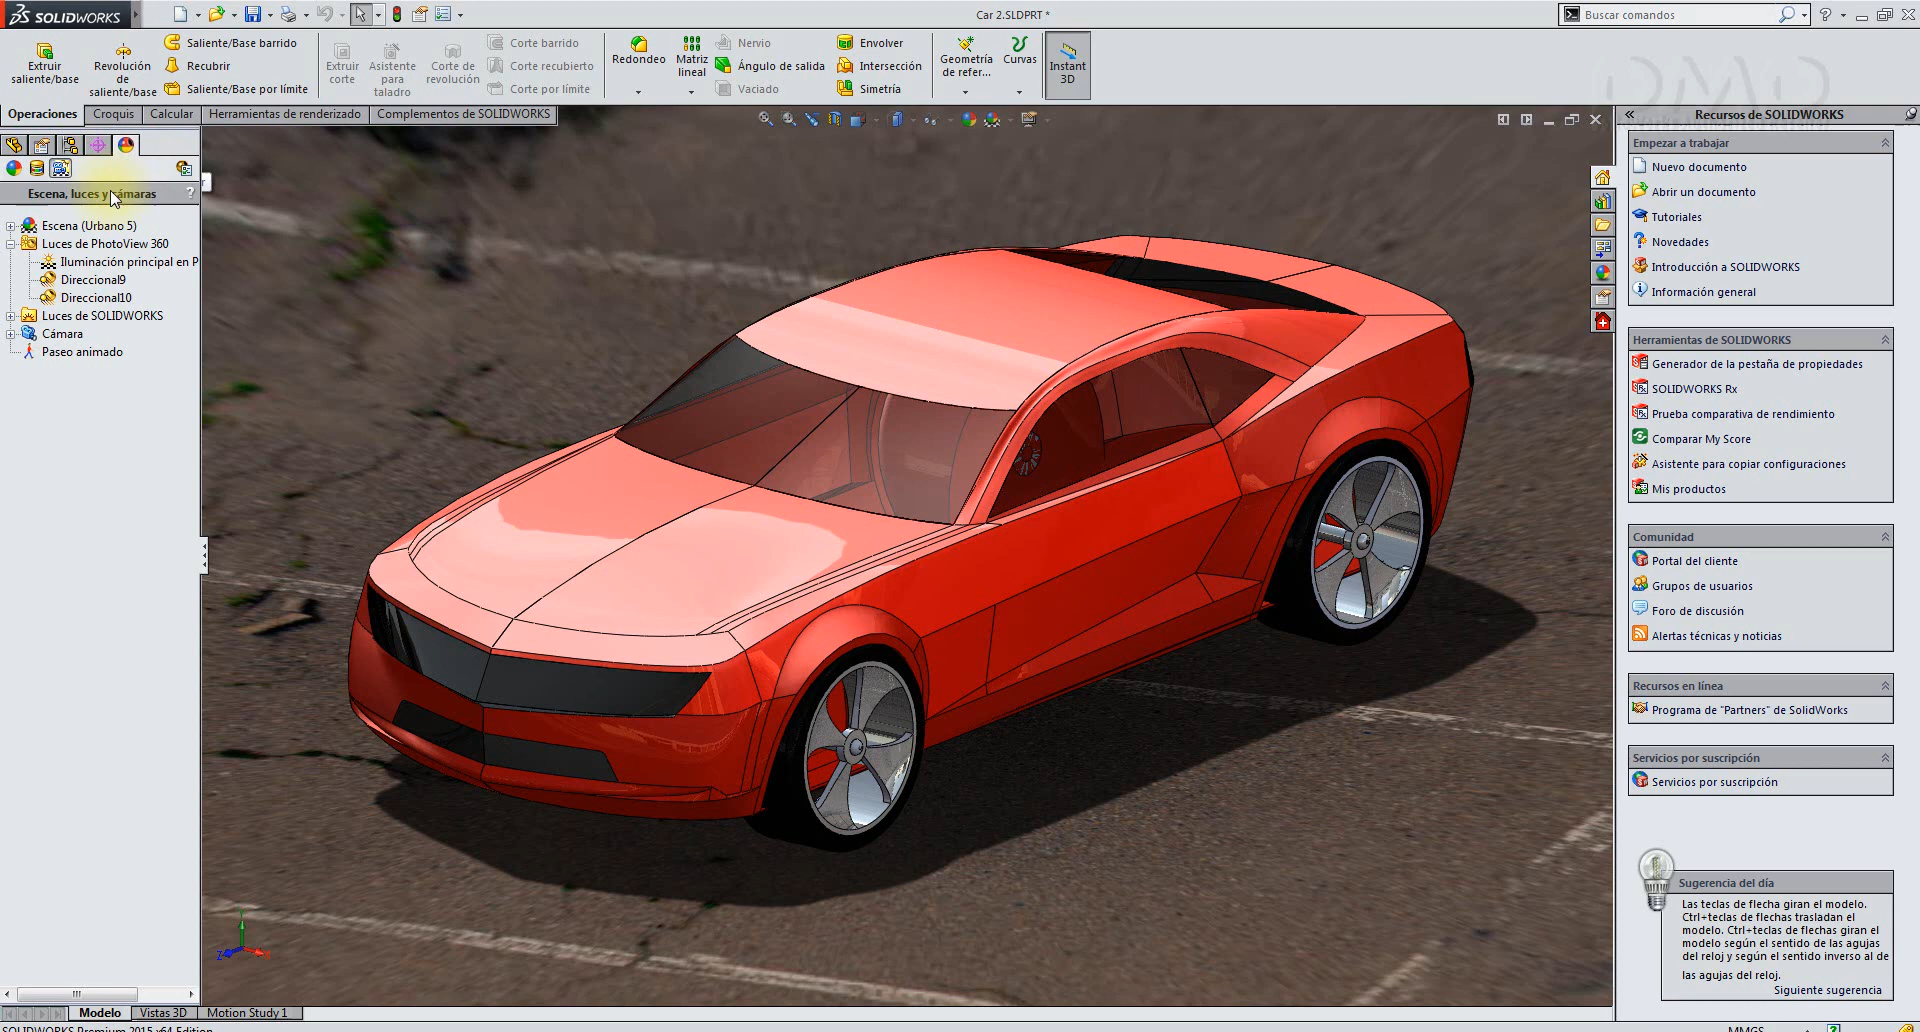 SOLIDWORKS
Car 2.SLDPRT *
Buscar comandos
Extruir saliente/base
Revolución de saliente/base
Saliente/Base barrido
Recubrir
Saliente/Base por límite
Extruir corte
Asistente para taladro
Corte de revolución
Corte barrido
Corte recubierto
Corte por límite
Redondeo
Matriz lineal
Nervio
Ángulo de salida
Vaciado
Envolver
Intersección
Simetría
Geometría de refer...
Curvas
Instant 3D
Operaciones
Croquis
Calcular
Herramientas de renderizado
Complementos de SOLIDWORKS
Escena, luces y cámaras
Escena (Urbano 5)
Luces de PhotoView 360
Iluminación principal en P
Direccional9
Direccional10
Luces de SOLIDWORKS
Cámara
Paseo animado
Recursos de SOLIDWORKS
Empezar a trabajar
Nuevo documento
Abrir un documento
Tutoriales
Novedades
Introducción a SOLIDWORKS
Información general
Herramientas de SOLIDWORKS
Generador de la pestaña de propiedades
SOLIDWORKS Rx
Prueba comparativa de rendimiento
Comparar My Score
Asistente para copiar configuraciones
Mis productos
Comunidad
Portal del cliente
Grupos de usuarios
Foro de discusión
Alertas técnicas y noticias
Recursos en línea
Programa de "Partners" de SolidWorks
Servicios por suscripción
Servicios por suscripción
Sugerencia del día
Las teclas de flecha giran el modelo.
Ctrl+teclas de flechas trasladan el
modelo. Ctrl+teclas de flechas giran el
modelo según el sentido de las agujas
del reloj y según el sentido inverso al de
las agujas del reloj.
Siguiente sugerencia
Modelo
Vistas 3D
Motion Study 1
SOLIDWORKS Premium 2015 x64 Edition
MMGS